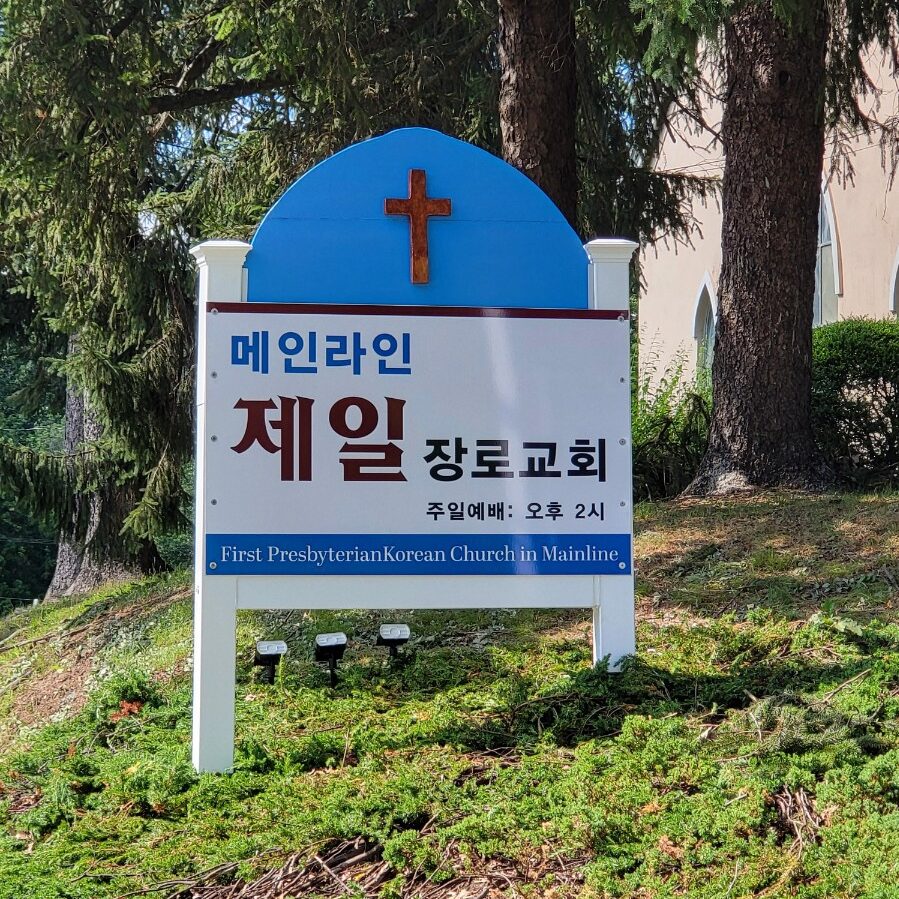 메인라인
제일 장로교회
주일예배: 오후 2시
First PresbyterianKorean Church in Mainline